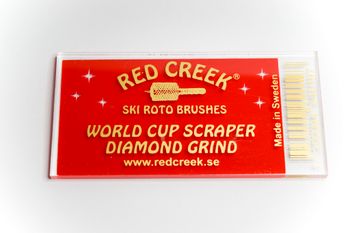 RED CREEK®
SKI ROTO BRUSHES
WORLD CUP SCRAPER
DIAMOND GRIND
www.redcreek.se
Made in Sweden